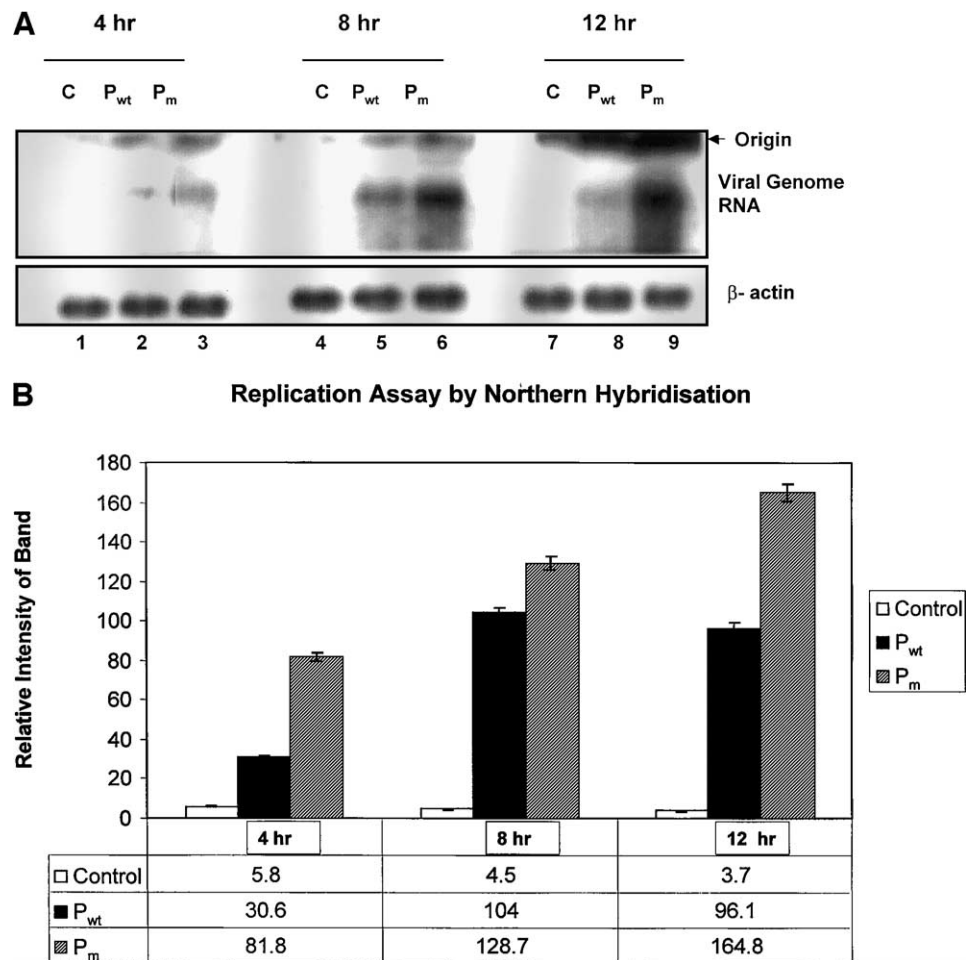 A
4 hr 8 hr 12 hr
C Pwt Pm C Pwt Pm C Pwt Pm
Origin
Viral Genome
RNA
β- actin
1 2 3 4 5 6 7 8 9
B
Replication Assay by Northern Hybridisation
Relative Intensity of Band
180
160
140
120
100
80
60
40
20
0
Control
Pwt
Pm
4 hr 8 hr 12 hr
Control 5.8 4.5 3.7
Pwt 30.6 104 96.1
Pm 81.8 128.7 164.8